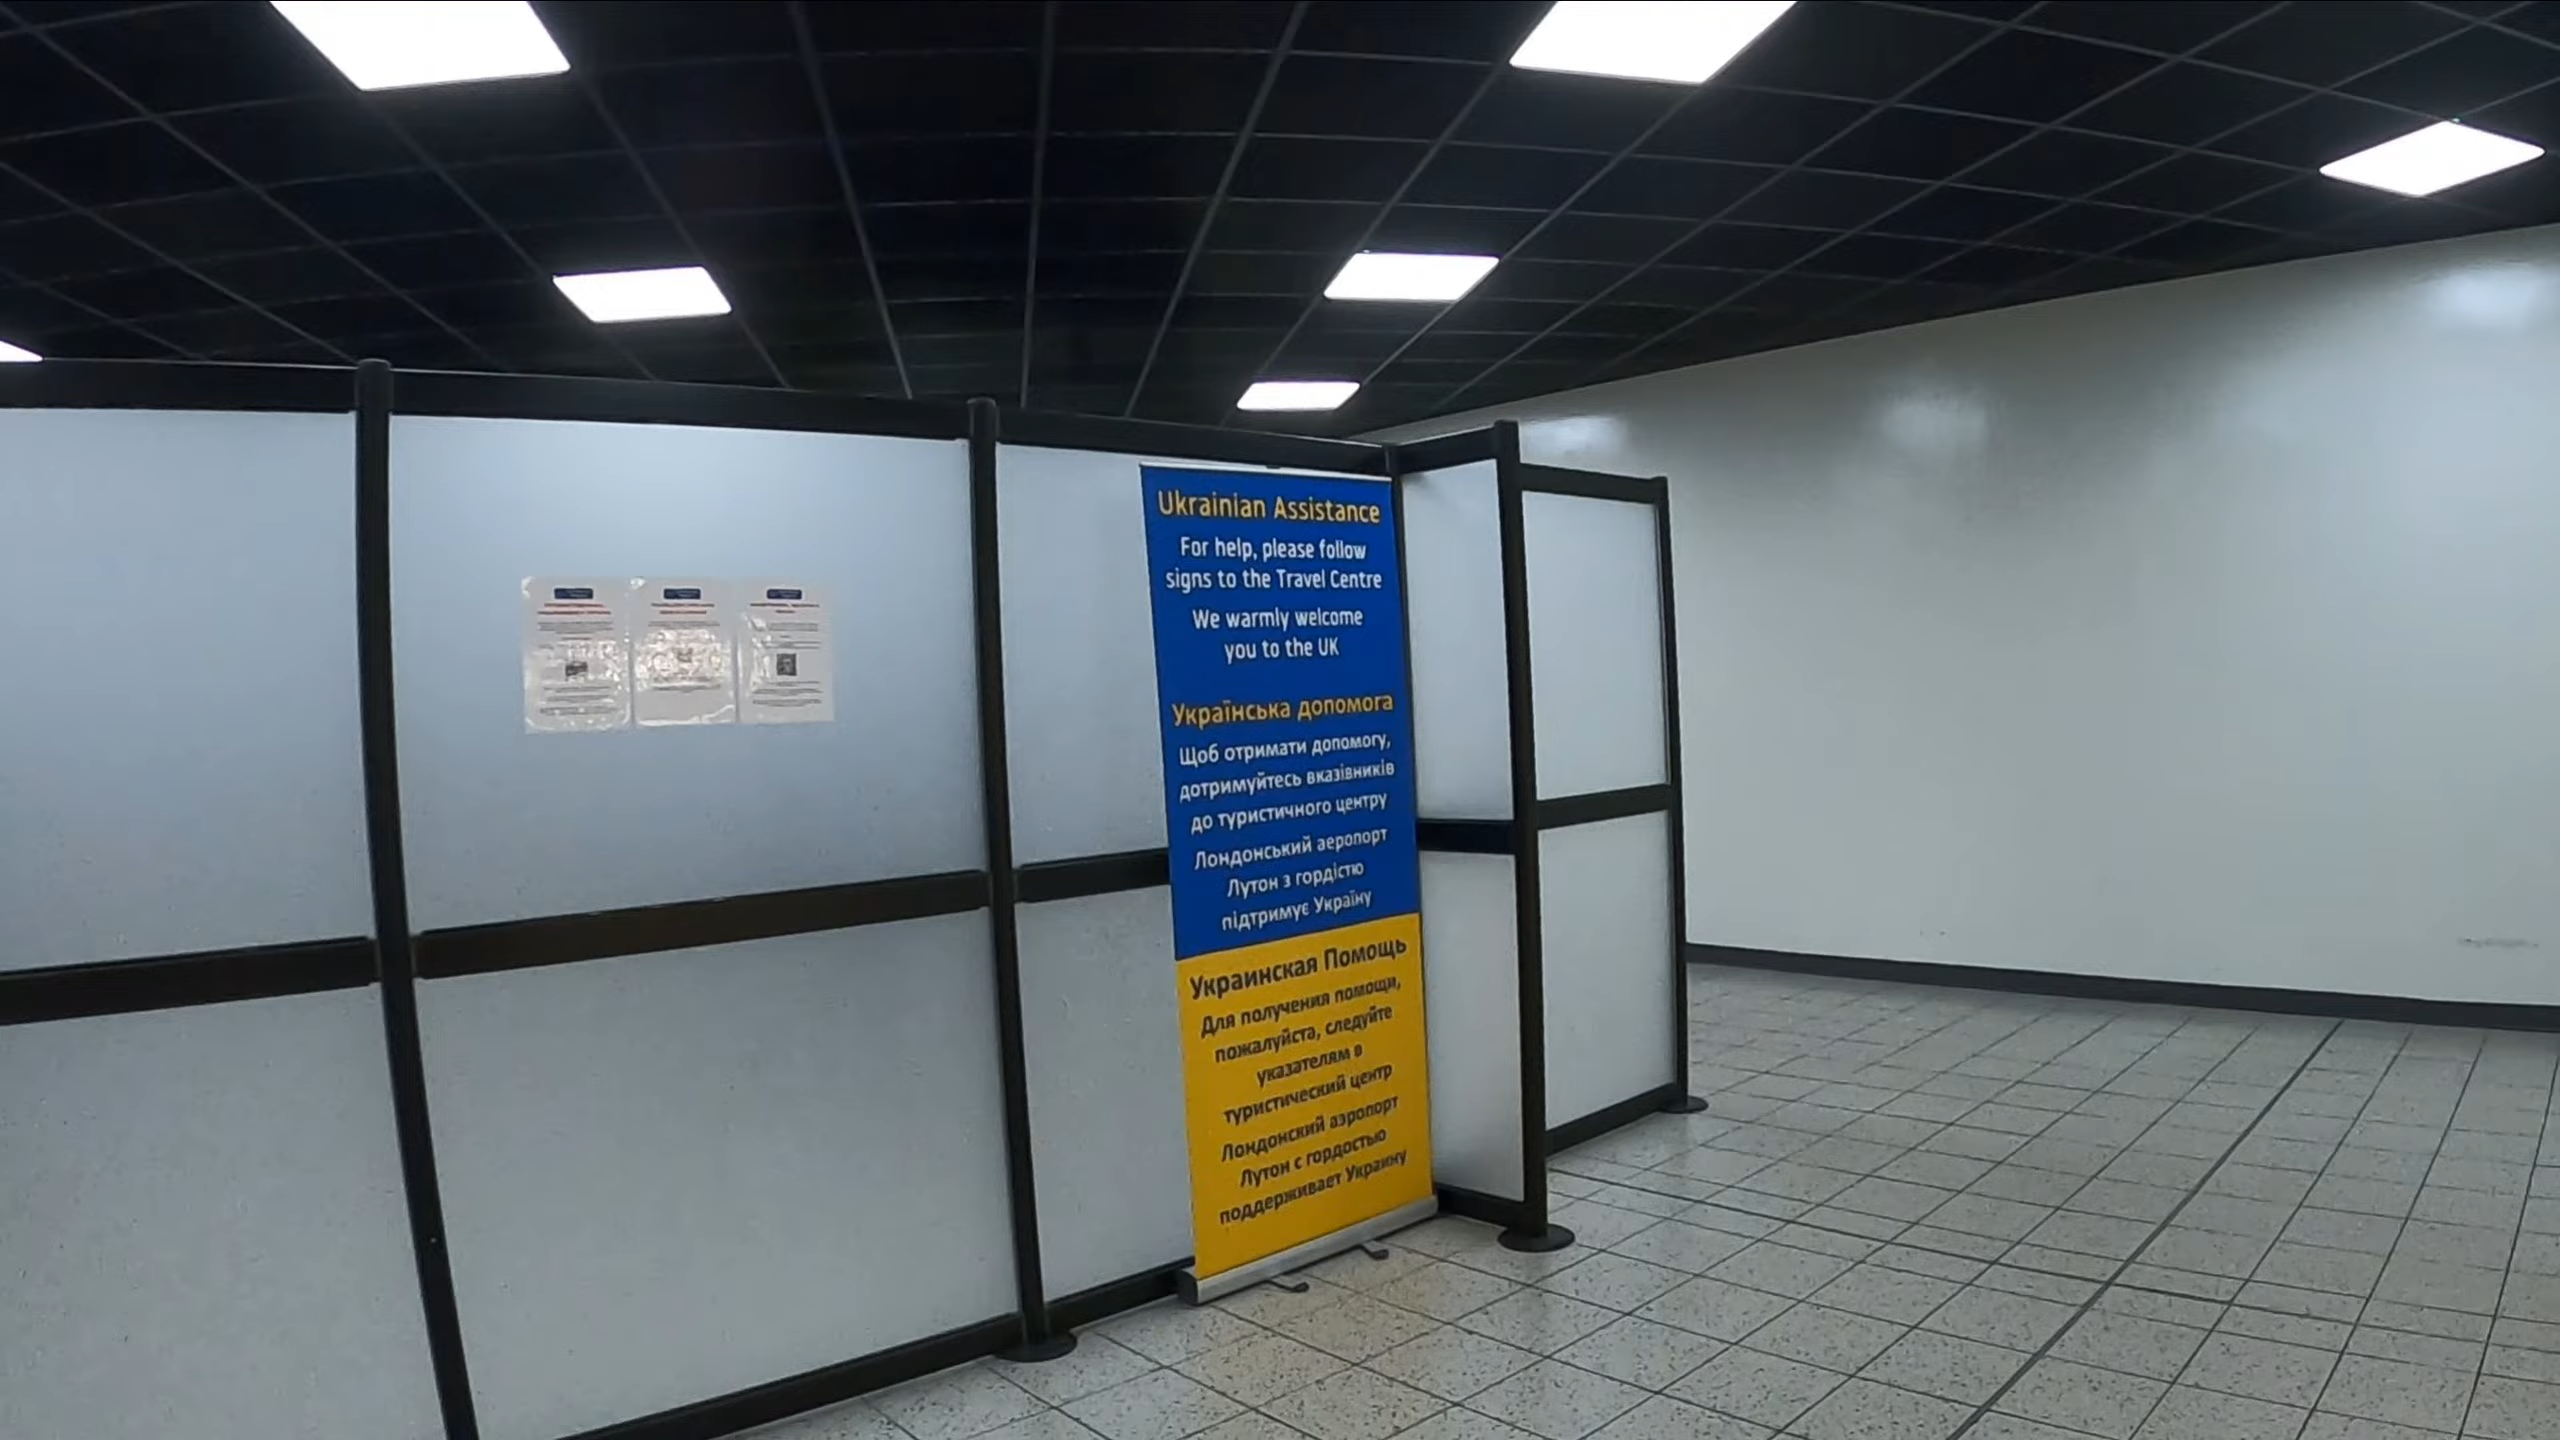 Ukrainian Assistance
For help, please follow
signs to the Travel Centre
We warmly welcome
you to the UK
Українська допомога
Щоб отримати допомогу,
дотримуйтесь вказівників
до туристичного центру
Лондонський аеропорт
Лутон з гордістю
підтримує Україну
Украинская Помощь
Для получения помощи,
пожалуйста, следуйте
указателям в
туристический центр
Лондонский аэропорт
Лутон с гордостью
поддерживает Украину